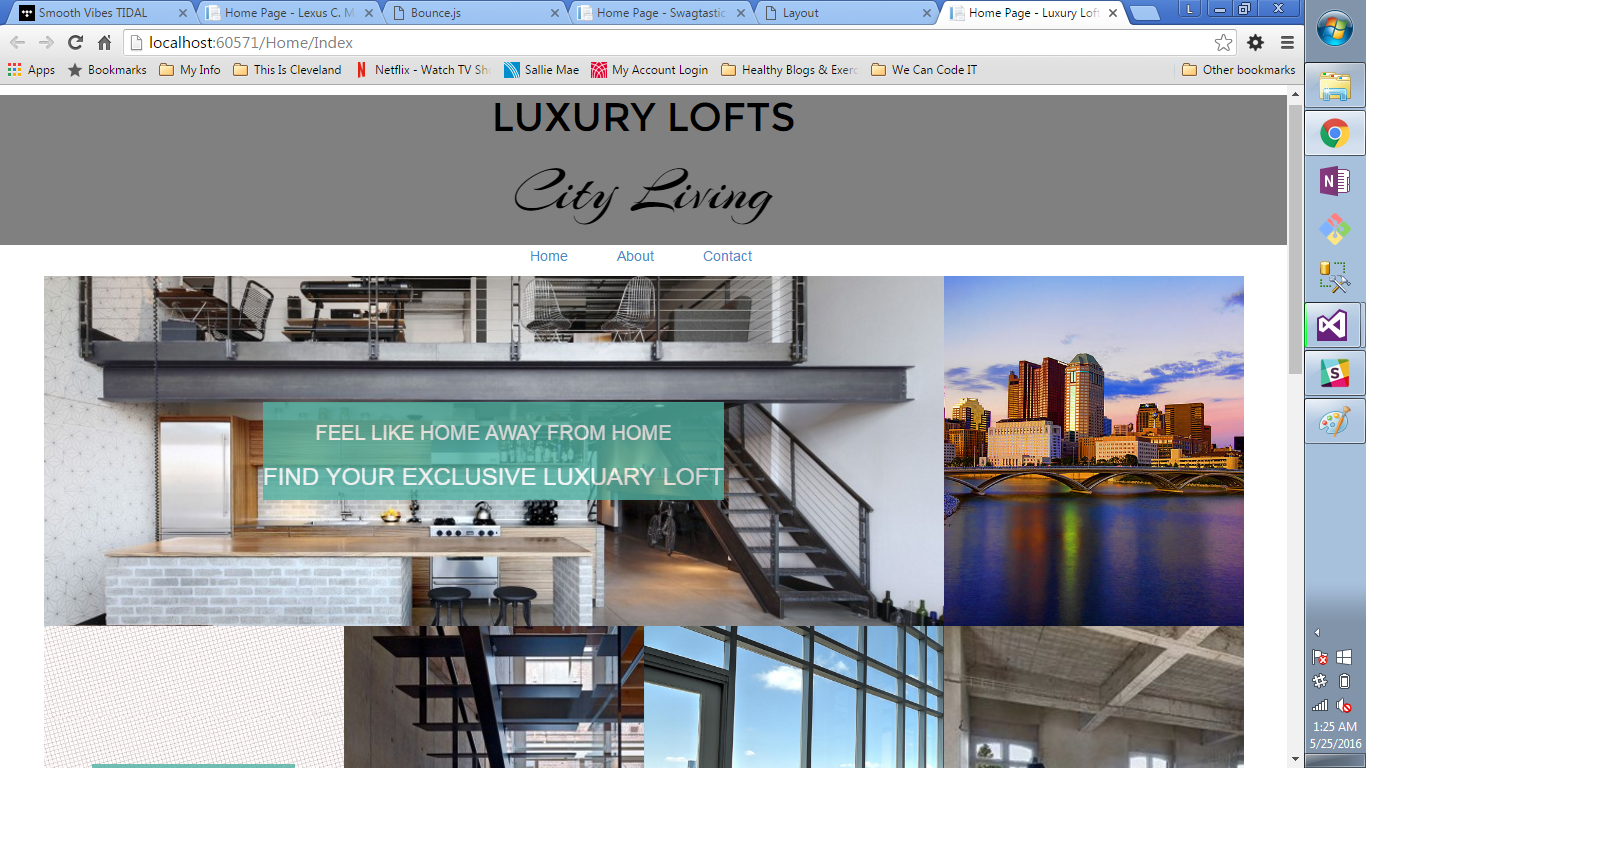 Smooth Vibes TIDAL
Home Page - Lexus C. M
Bounce.js
Home Page - Swagtastic
Layout
Home Page - Luxury Loft
L
localhost:60571/Home/Index
Apps
Bookmarks
My Info
This Is Cleveland
N
Netflix - Watch TV Sh
Sallie Mae
My Account Login
Healthy Blogs & Exerc
We Can Code IT
Other bookmarks
LUXURY LOFTS
City Living
Home About Contact
FEEL LIKE HOME AWAY FROM HOME
FIND YOUR EXCLUSIVE LUXUARY LOFT
N
S
1:25 AM
5/25/2016